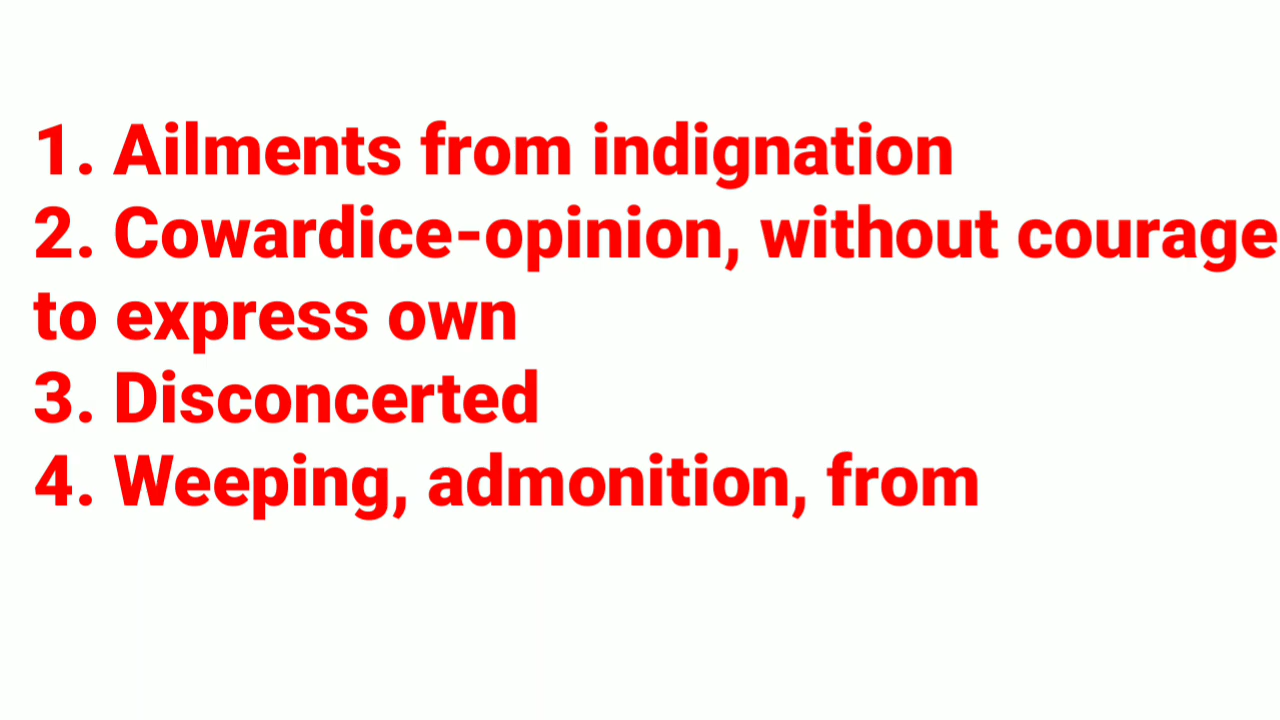 1. Ailments from indignation
2. Cowardice-opinion, without courage
to express own
3. Disconcerted
4. Weeping, admonition, from